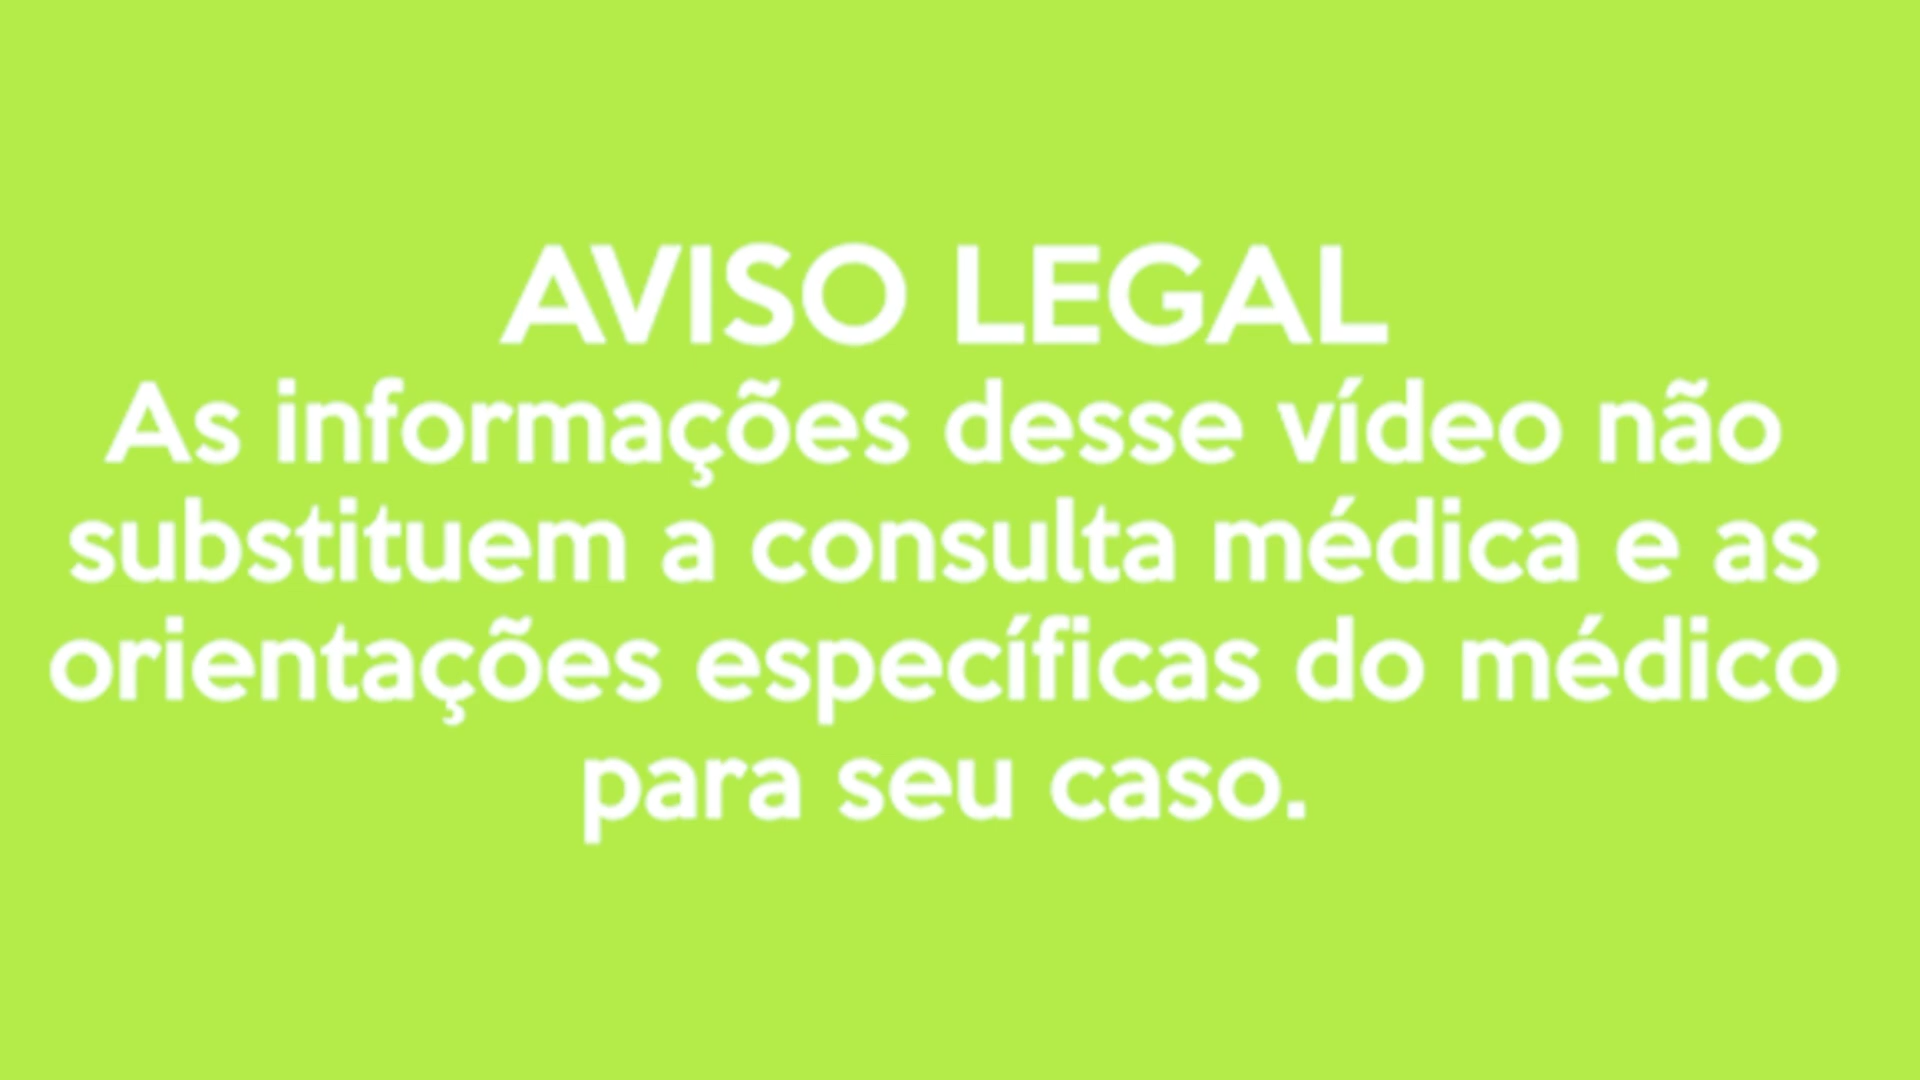 AVISO LEGAL
As informações desse vídeo não
substituem a consulta médica e as
orientações específicas do médico
para seu caso.